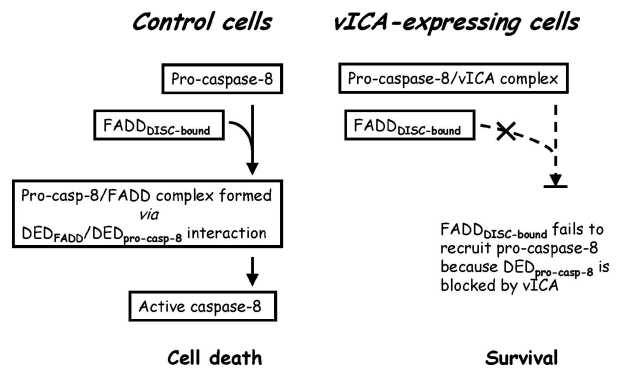 Control cells
Pro-caspase-8
FADDDISC-bound
Pro-casp-8/FADD complex formed
via
DEDFADD/DEDpro-casp-8 interaction
Active caspase-8
Cell death
vICA-expressing cells
Pro-caspase-8/vICA complex
FADDDISC-bound
FADDDISC-bound fails to
recruit pro-caspase-8
because DEDpro-casp-8 is
blocked by vICA
Survival